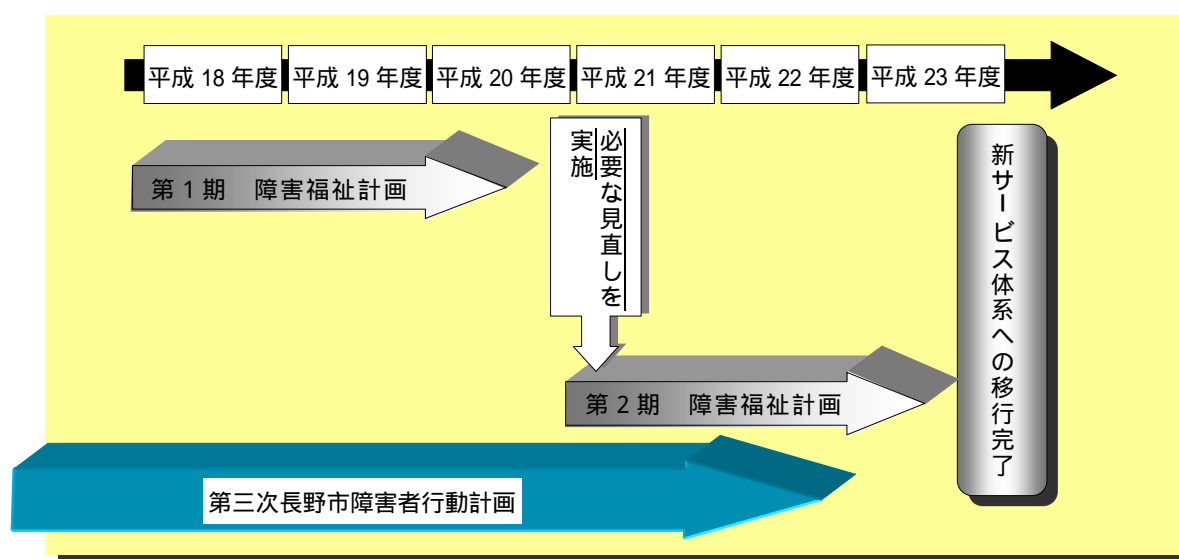 平成 18 年度
平成 19 年度
平成 20 年度
平成 21 年度
平成 22 年度
平成 23 年度
第１期　障害福祉計画
必要な見直しを
実施
新サービス体系への移行完了
第２期　障害福祉計画
第三次長野市障害者行動計画